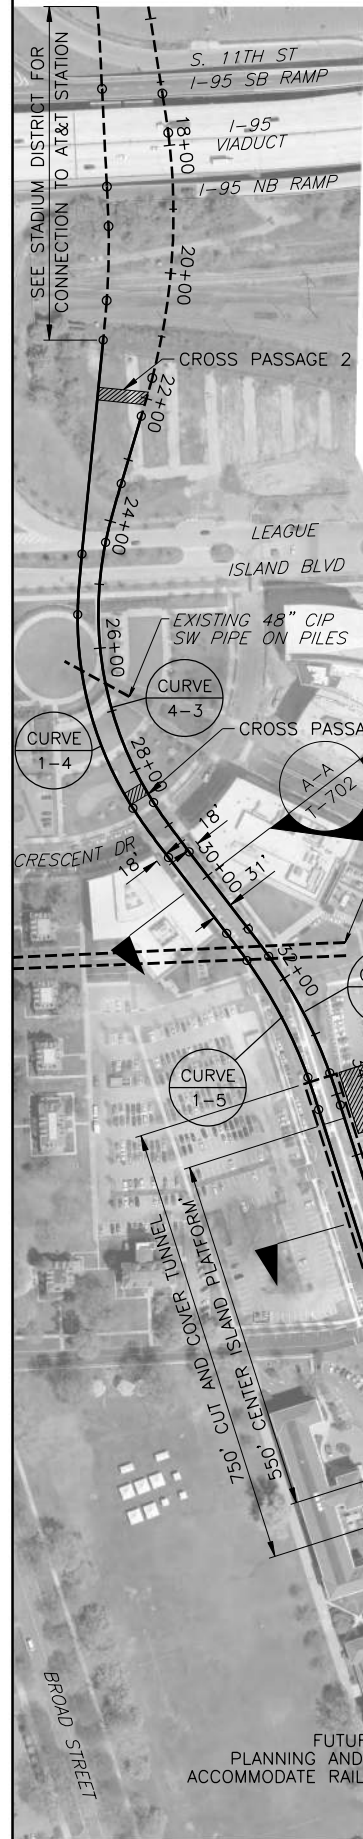 SEE STADIUM DISTRICT FOR
CONNECTION TO AT&T STATION
S. 11TH ST
I-95 SB RAMP
18+00
I-95
VIADUCT
I-95 NB RAMP
20+00
CROSS PASSAGE 2
22+00
24+00
LEAGUE
ISLAND BLVD
EXISTING 48" CIP
SW PIPE ON PILES
26+00
CURVE
4-3
CURVE
1-4
28+00
CROSS PASSA
A-A
T-702
18'
18'
30+00
31'
CRESCENT DR.
32+00
CURVE
1-5
750' CUT AND COVER TUNNEL
550' CENTER ISLAND PLATFORM
BROAD STREET
FUTUR
PLANNING AND
ACCOMMODATE RAIL